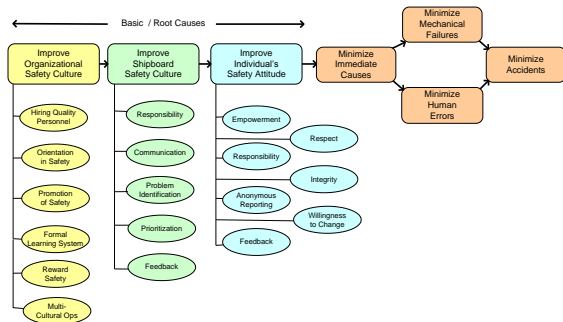 Basic / Root Causes
Improve
Organizational
Safety Culture
Improve
Shipboard
Safety Culture
Improve
Individual's
Safety Attitude
Minimize
Immediate
Causes
Minimize
Mechanical
Failures
Minimize
Human
Errors
Minimize
Accidents
Hiring Quality
Personnel
Orientation
in Safety
Promotion
of Safety
Formal
Learning System
Reward
Safety
Multi-
Cultural Ops
Responsibility
Communication
Problem
Identification
Prioritization
Feedback
Empowerment
Respect
Responsibility
Integrity
Anonymous
Reporting
Willingness
to Change
Feedback